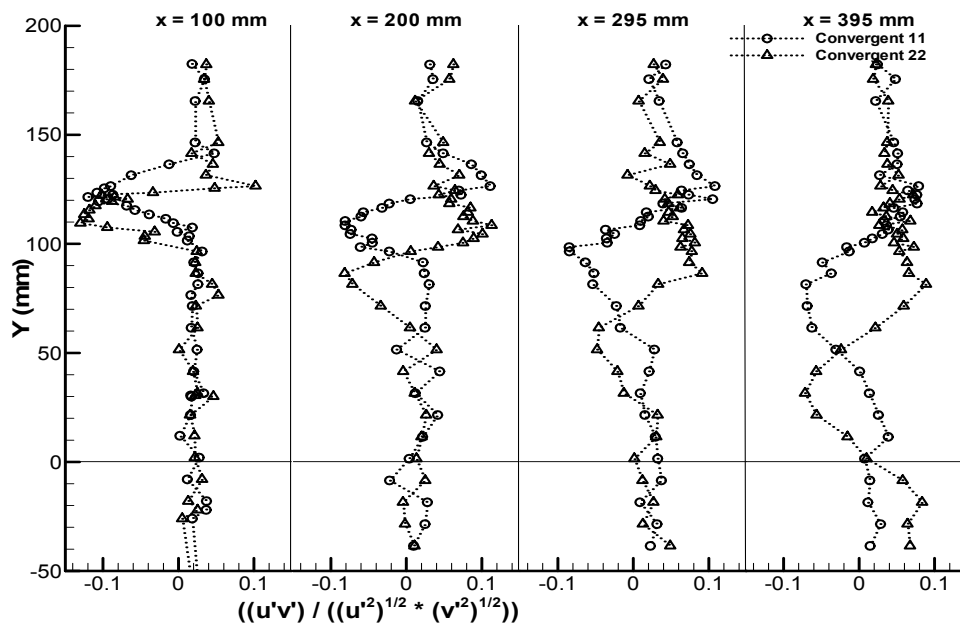 x = 100 mm x = 200 mm x = 295 mm x = 395 mm
Convergent 11
Convergent 22
200
150
100
50
0
-50
Y (mm)
-0.1 0 0.1 -0.1 0 0.1 -0.1 0 0.1 -0.1 0 0.1
((u'v') / ((u'²)^1/2 * (v'²)^1/2))